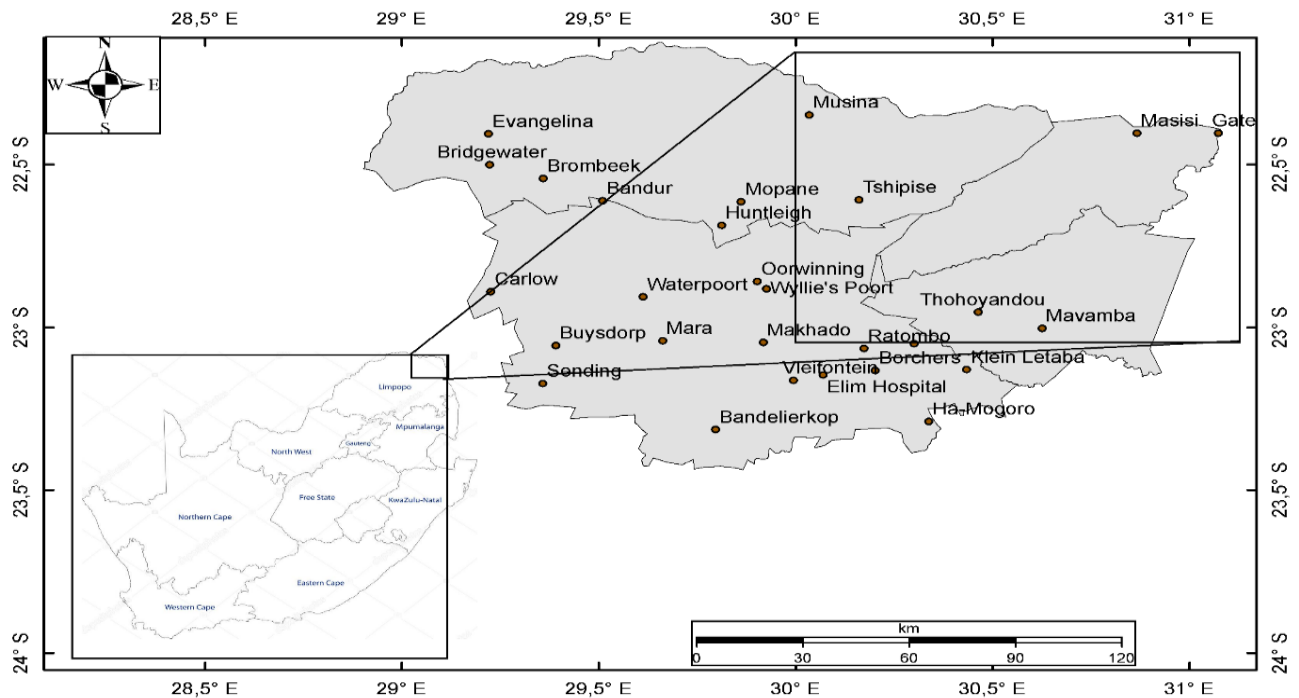 28,5° E 29° E 29,5° E 30° E 30,5° E 31° E
N
W E
S
Musina
Evangelina
Masisi Gate
22,5° S 22,5° S
Bridgewater
Brombeek
Bandur
Mopane
Tshipise
Huntleigh
Oorwinning
Carlow
Waterpoort
Wyllie's Poort
Thohoyandou
Mavamba
23° S 23° S
Buysdorp
Mara
Makhado
Ratombo
Borchers
Klein Letaba
Sending
Vleifontein
Elim Hospital
Limpopo
Ha-Mogoro
Bandelierkop
Mpumalanga
Gauteng
North West
23,5° S 23,5° S
Free State
KwaZulu-Natal
Northern Cape
Eastern Cape
Western Cape
km
0 30 60 90 120
24° S 24° S
28,5° E 29° E 29,5° E 30° E 30,5° E 31° E